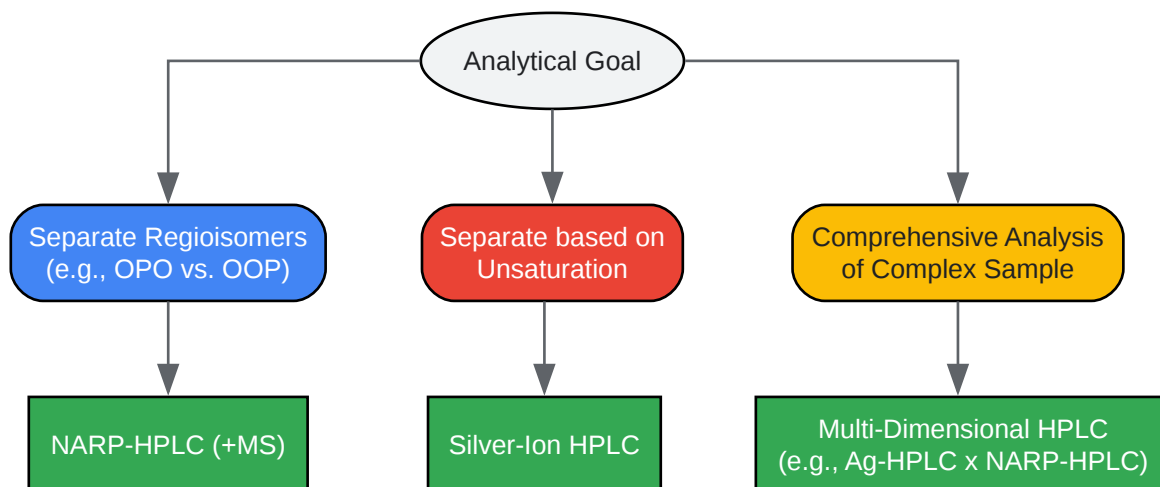 Analytical Goal
Separate Regioisomers
(e.g., OPO vs. OOP)
Separate based on
Unsaturation
Comprehensive Analysis
of Complex Sample
NARP-HPLC (+MS)
Silver-Ion HPLC
Multi-Dimensional HPLC
(e.g., Ag-HPLC x NARP-HPLC)